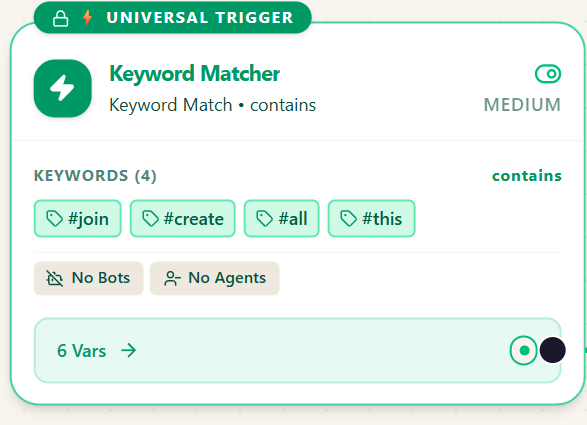 UNIVERSAL TRIGGER
Keyword Matcher
Keyword Match • contains
MEDIUM
KEYWORDS (4)
contains
#join #create #all #this
No Bots No Agents
6 Vars →